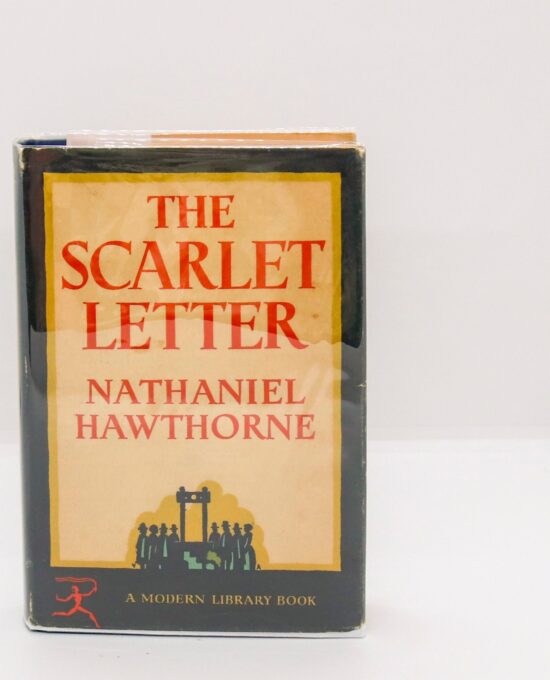 THE
SCARLET
LETTER
NATHANIEL
HAWTHORNE
A MODERN LIBRARY BOOK